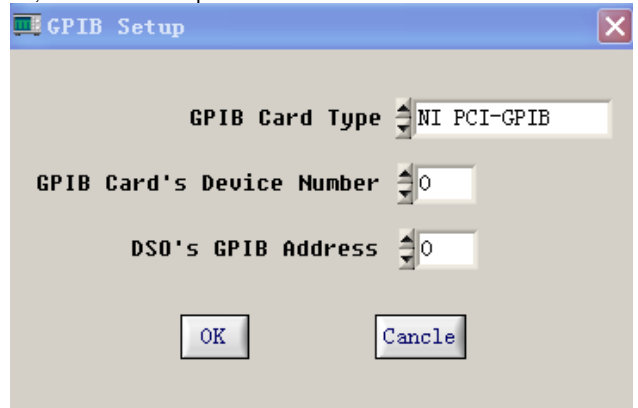 GPIB Setup
GPIB Card Type NI PCI-GPIB
GPIB Card's Device Number 0
DSO's GPIB Address 0
OK Cancle